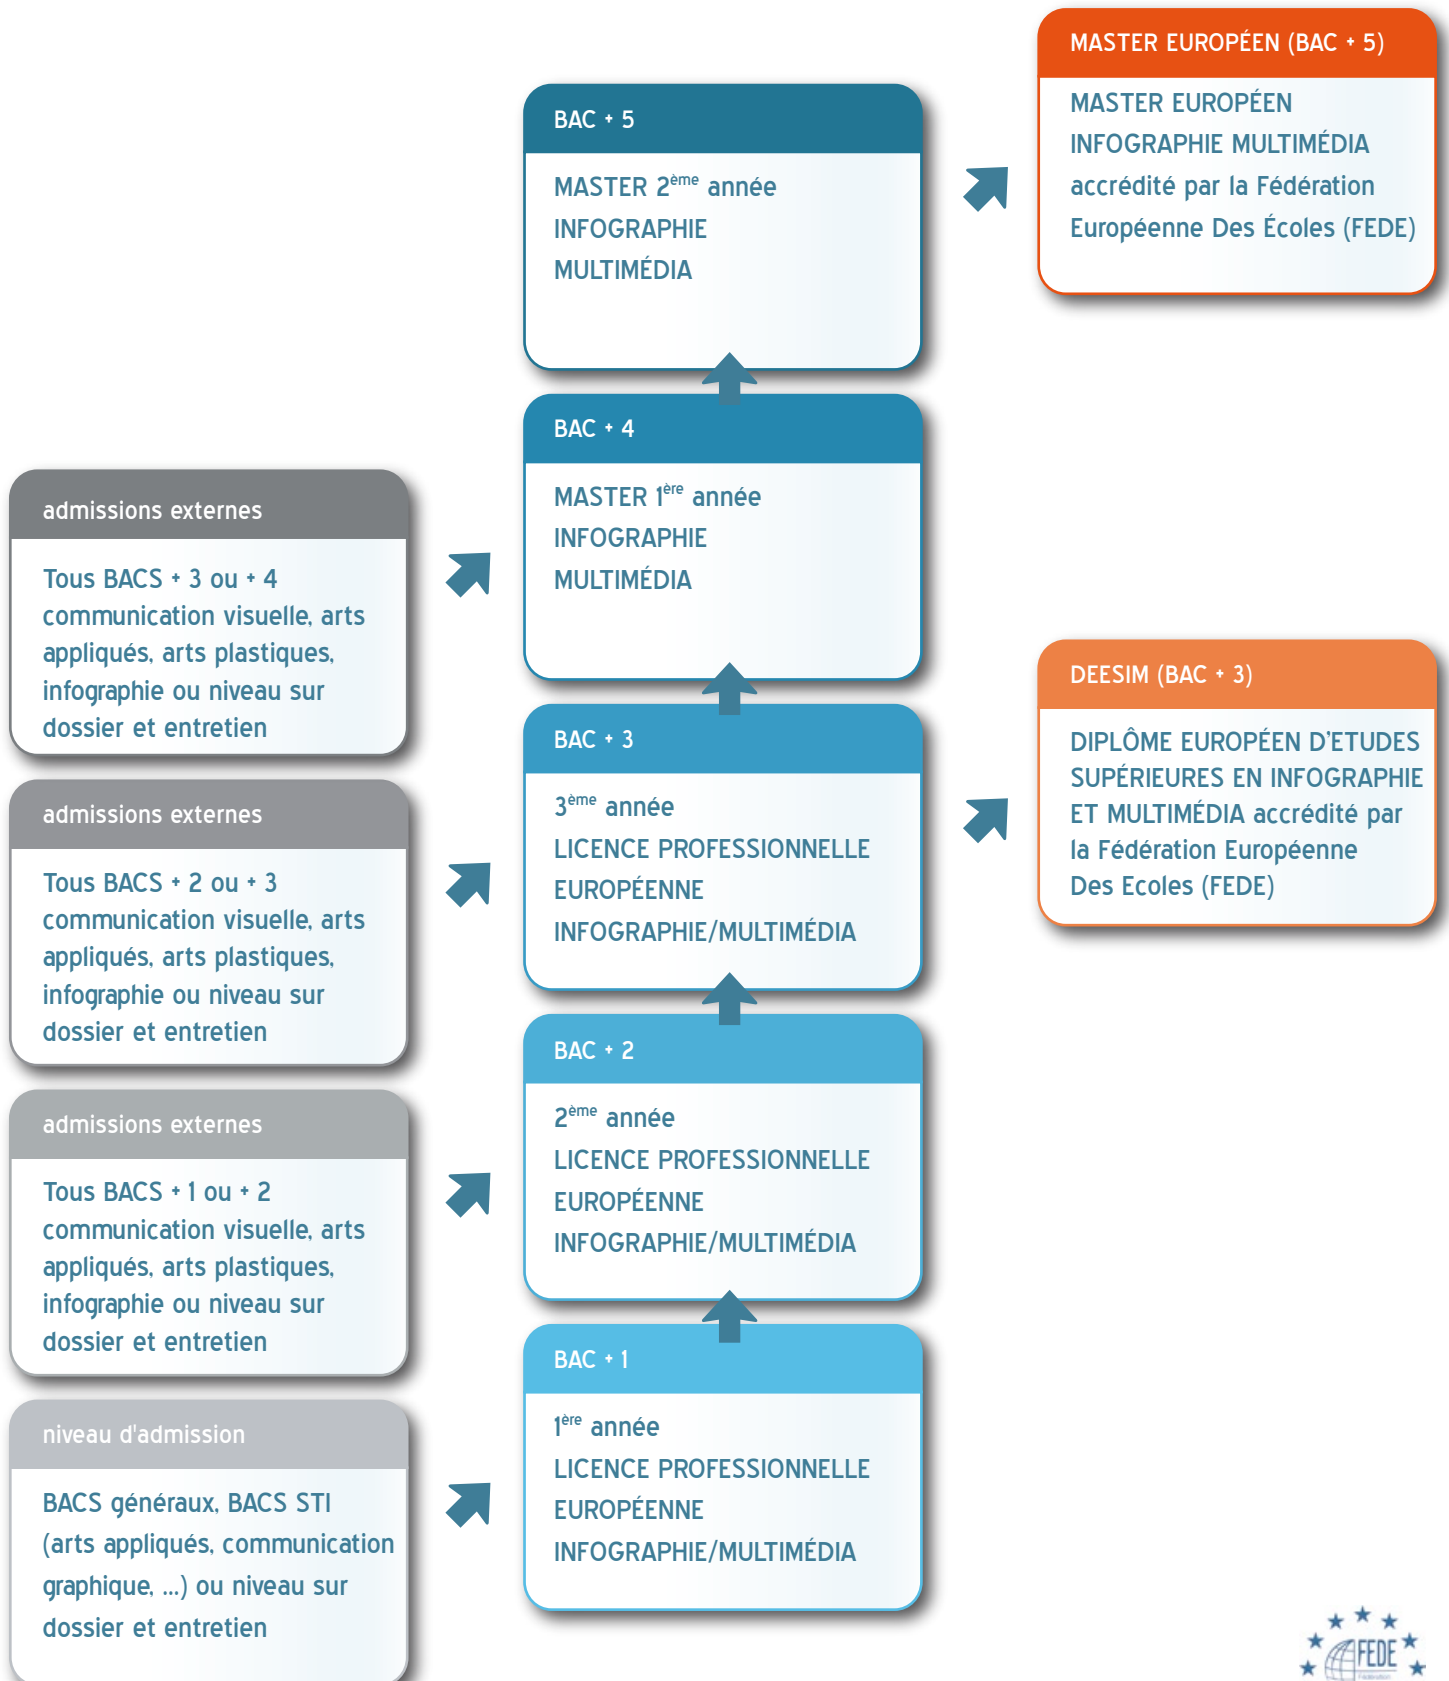 MASTER EUROPÉEN (BAC + 5)
MASTER EUROPÉEN
INFOGRAPHIE MULTIMÉDIA
accrédité par la Fédération
Européenne Des Écoles (FEDE)
BAC + 5
MASTER 2ème année
INFOGRAPHIE
MULTIMÉDIA
BAC + 4
MASTER 1ère année
INFOGRAPHIE
MULTIMÉDIA
admissions externes
Tous BACS + 3 ou + 4
communication visuelle, arts
appliqués, arts plastiques,
infographie ou niveau sur
dossier et entretien
DEESIM (BAC + 3)
DIPLÔME EUROPÉEN D'ETUDES
SUPÉRIEURES EN INFOGRAPHIE
ET MULTIMÉDIA accrédité par
la Fédération Européenne
Des Ecoles (FEDE)
BAC + 3
3ème année
LICENCE PROFESSIONNELLE
EUROPÉENNE
INFOGRAPHIE/MULTIMÉDIA
admissions externes
Tous BACS + 2 ou + 3
communication visuelle, arts
appliqués, arts plastiques,
infographie ou niveau sur
dossier et entretien
BAC + 2
2ème année
LICENCE PROFESSIONNELLE
EUROPÉENNE
INFOGRAPHIE/MULTIMÉDIA
admissions externes
Tous BACS + 1 ou + 2
communication visuelle, arts
appliqués, arts plastiques,
infographie ou niveau sur
dossier et entretien
BAC + 1
1ère année
LICENCE PROFESSIONNELLE
EUROPÉENNE
INFOGRAPHIE/MULTIMÉDIA
niveau d'admission
BACS généraux, BACS STI
(arts appliqués, communication
graphique, ...) ou niveau sur
dossier et entretien
FEDE